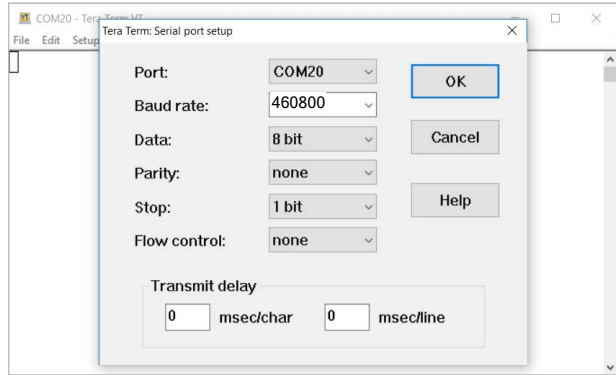 COM20 - Tera Term VT
File Edit Setup
Tera Term: Serial port setup
Port: COM20
OK
Baud rate: 460800
Data: 8 bit
Cancel
Parity: none
Stop: 1 bit
Help
Flow control: none
Transmit delay
0 msec/char 0 msec/line